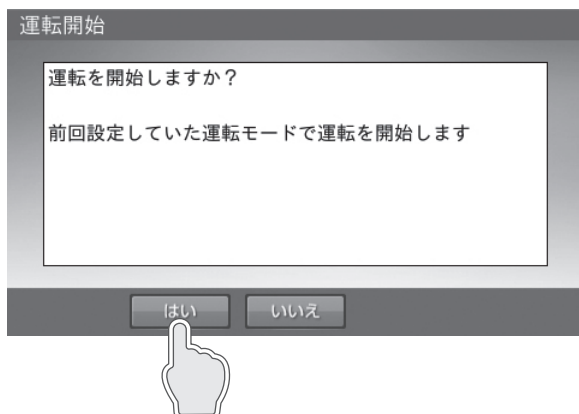 運転開始
運転を開始しますか？
前回設定していた運転モードで運転を開始します
はい
いいえ